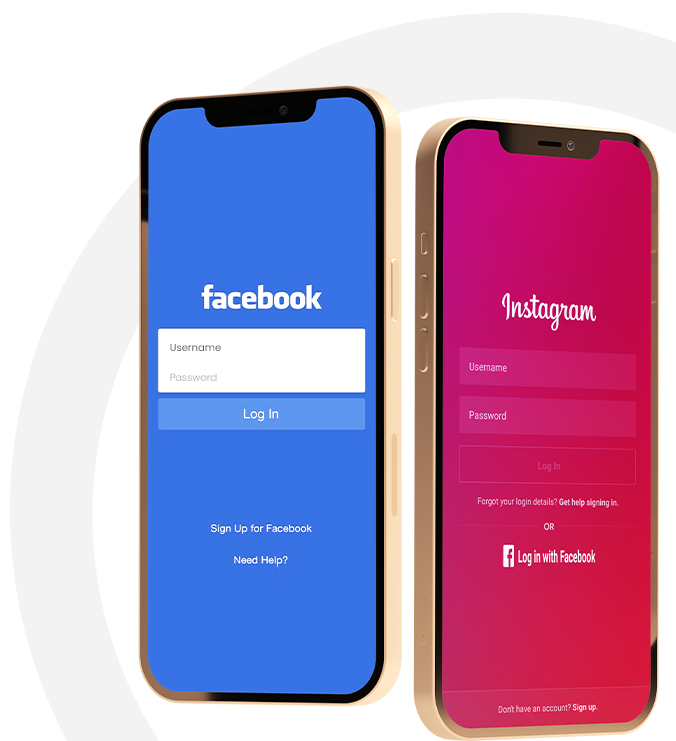 facebook
Username
Password
Log In
Sign Up for Facebook
Need Help?
Instagram
Username
Password
Log In
Forgot your login details? Get help signing in.
OR
f Log in with Facebook
Don't have an account? Sign up.